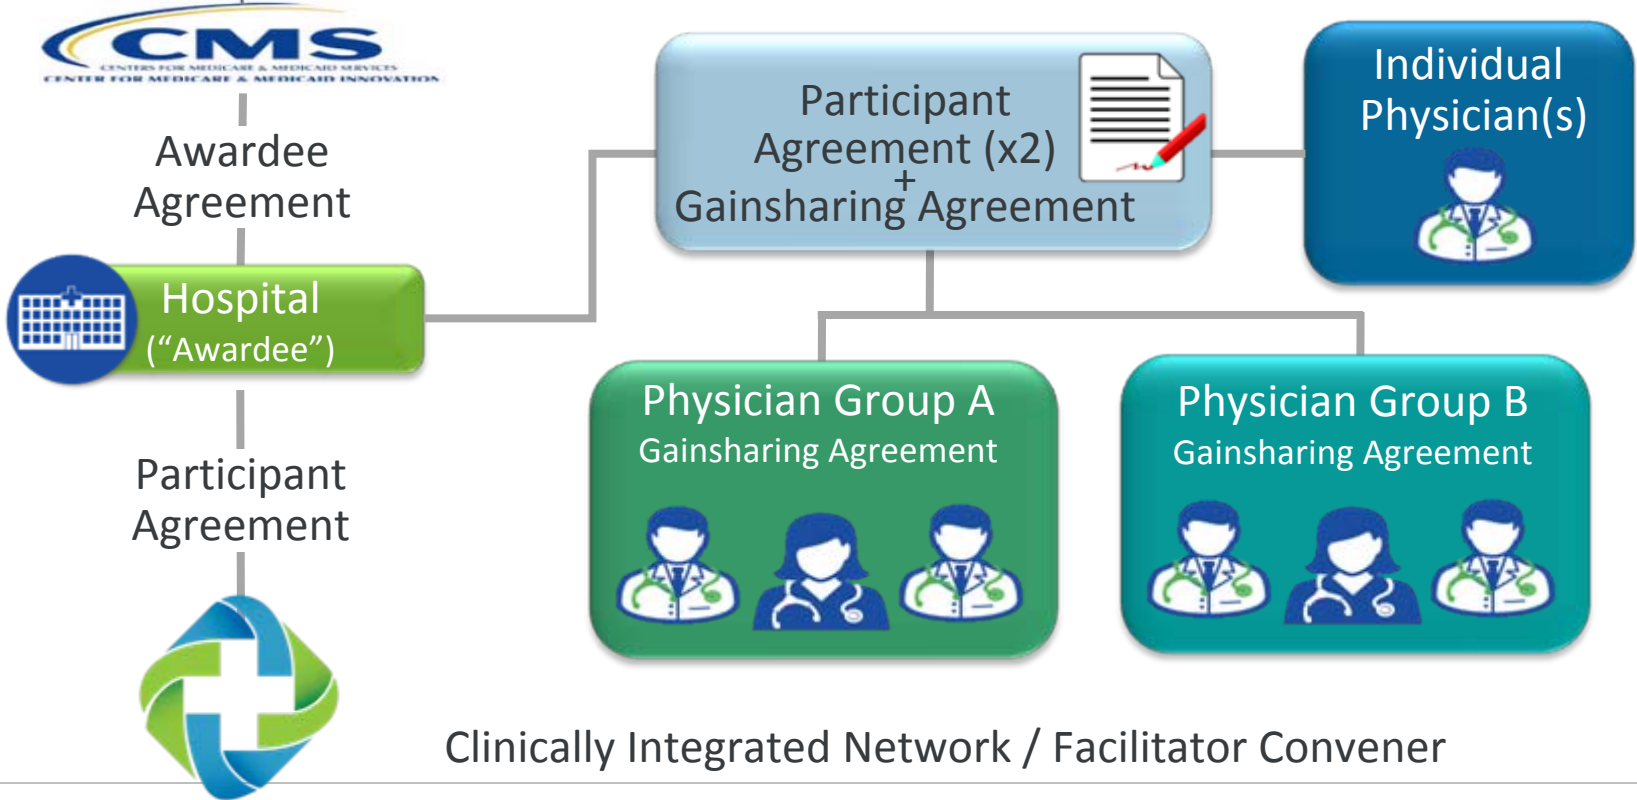 CMS
CENTERS FOR MEDICARE & MEDICAID SERVICES
CENTER FOR MEDICARE & MEDICAID INNOVATION
Awardee
Agreement
Hospital
(“Awardee”)
Participant
Agreement
Participant
Agreement (x2)
+
Gainsharing Agreement
Individual
Physician(s)
Physician Group A
Gainsharing Agreement
Physician Group B
Gainsharing Agreement
Clinically Integrated Network / Facilitator Convener